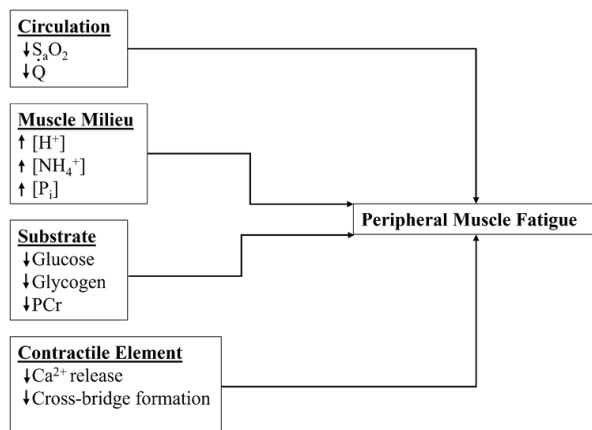 Circulation
↓SₐO₂
↓Q̇
Muscle Milieu
↑ [H⁺]
↑ [NH₄⁺]
↑ [Pᵢ]
Peripheral Muscle Fatigue
Substrate
↓Glucose
↓Glycogen
↓PCr
Contractile Element
↓Ca²⁺ release
↓Cross-bridge formation